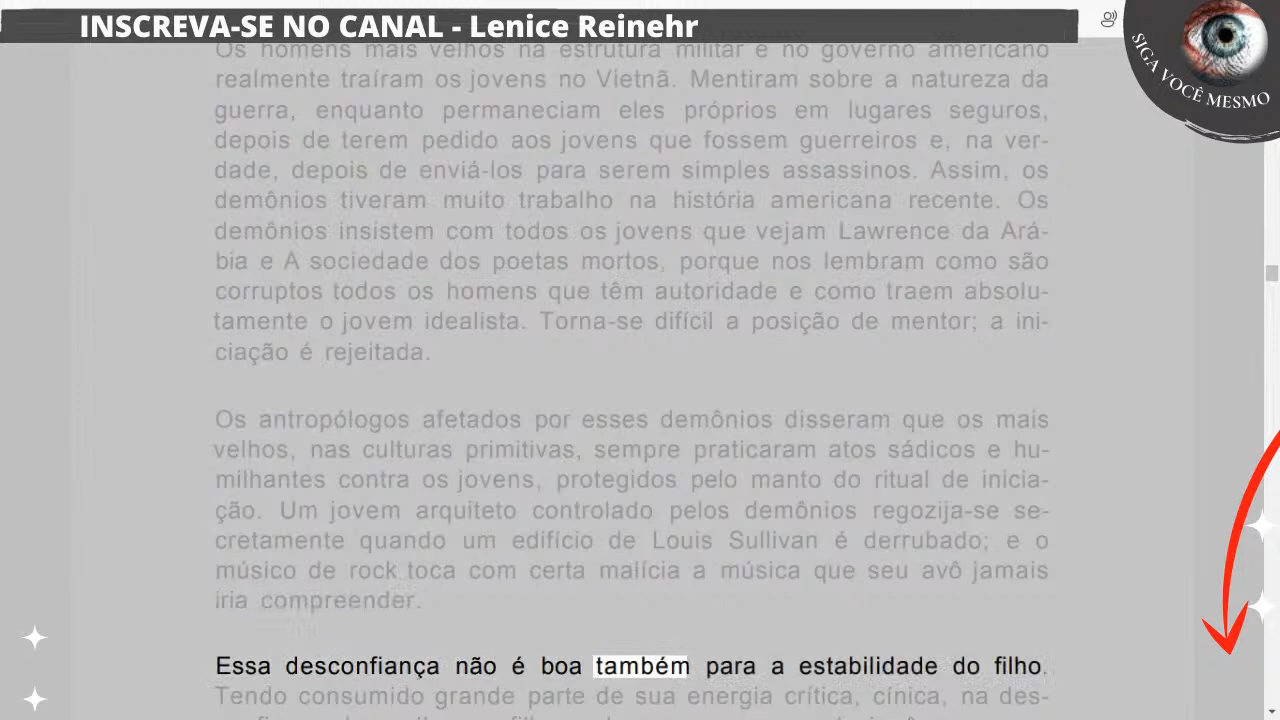 INSCREVA-SE NO CANAL - Lenice Reinehr
SIGA VOCÊ MESMO
Os homens mais velhos na estrutura militar e no governo americano
realmente traíram os jovens no Vietnã. Mentiram sobre a natureza da
guerra, enquanto permaneciam eles próprios em lugares seguros,
depois de terem pedido aos jovens que fossem guerreiros e, na ver-
dade, depois de enviá-los para serem simples assassinos. Assim, os
demônios tiveram muito trabalho na história americana recente. Os
demônios insistem com todos os jovens que vejam Lawrence da Ará-
bia e A sociedade dos poetas mortos, porque nos lembram como são
corruptos todos os homens que têm autoridade e como traem absolu-
tamente o jovem idealista. Torna-se difícil a posição de mentor; a ini-
ciação é rejeitada.
Os antropólogos afetados por esses demônios disseram que os mais
velhos, nas culturas primitivas, sempre praticaram atos sádicos e hu-
milhantes contra os jovens, protegidos pelo manto do ritual de inicia-
ção. Um jovem arquiteto controlado pelos demônios regozija-se se-
cretamente quando um edifício de Louis Sullivan é derrubado; e o
músico de rock toca com certa malícia a música que seu avô jamais
iria compreender.
Essa desconfiança não é boa também para a estabilidade do filho.
Tendo consumido grande parte de sua energia crítica, cínica, na des-